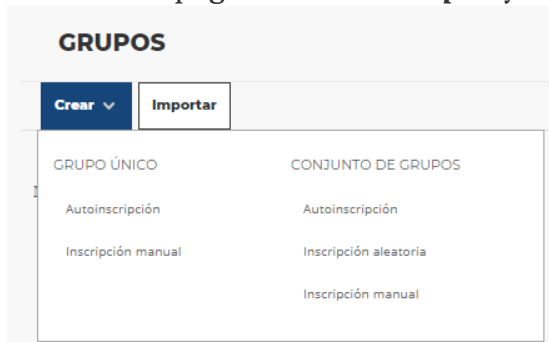 GRUPOS
Crear Importar
GRUPO ÚNICO CONJUNTO DE GRUPOS
Autoinscripción Autoinscripción
Inscripción manual Inscripción aleatoria
Inscripción manual